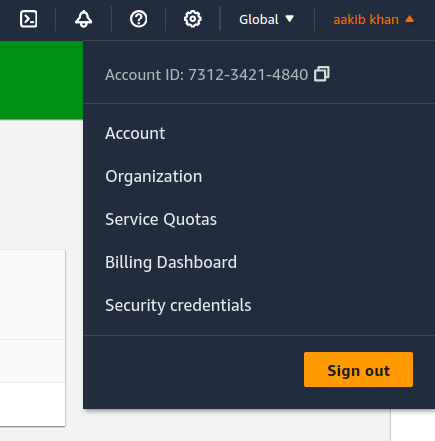 Global aakib khan
Account ID: 7312-3421-4840
Account
Organization
Service Quotas
Billing Dashboard
Security credentials
Sign out